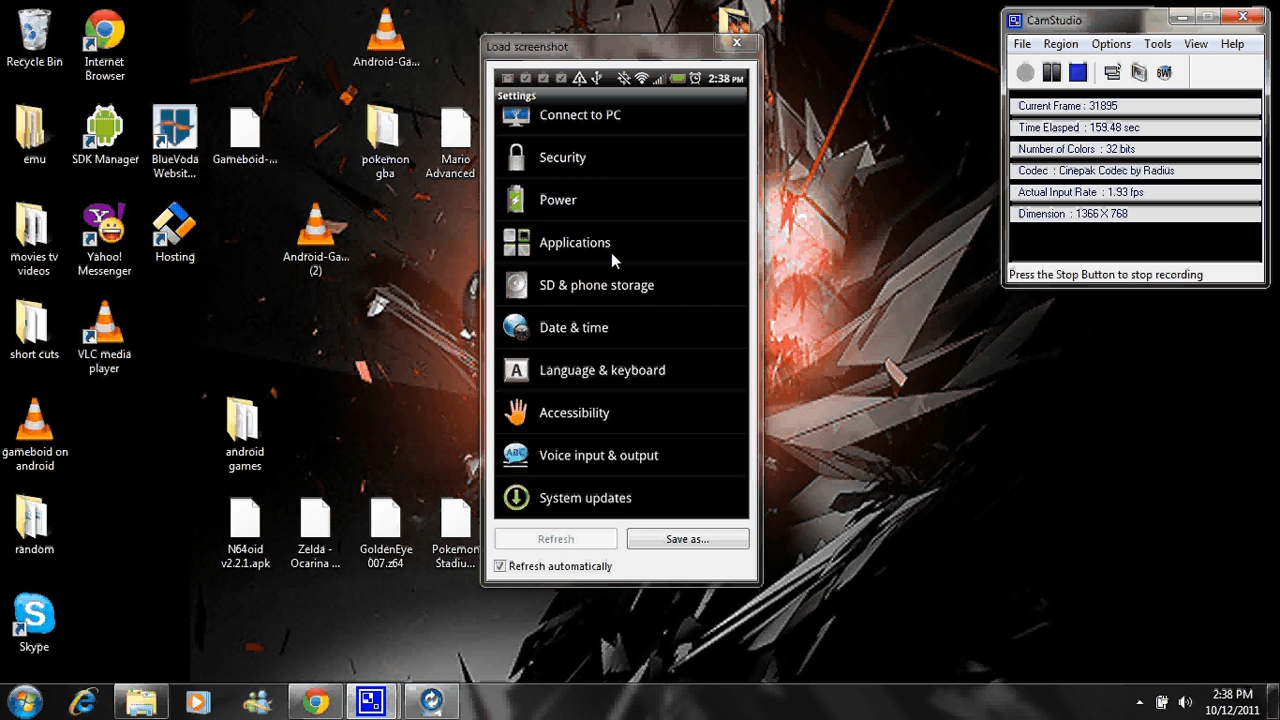 Recycle Bin
Internet
Browser
Android-Ga...
emu
SDK Manager
BlueVoda
Websit...
Gameboid-...
pokemon
gba
Mario
Advanced
movies tv
videos
Yahoo!
Messenger
Hosting
Android-Ga...
(2)
short cuts
VLC media
player
gameboid on
android
android
games
random
N64oid
v2.2.1.apk
Zelda -
Ocarina ...
GoldenEye
007.z64
Pokemon
Stadiu...
Skype
Load screenshot
2:38 PM
Settings
Connect to PC
Security
Power
Applications
SD & phone storage
Date & time
A
Language & keyboard
Accessibility
ABC
Voice input & output
System updates
Refresh
Save as...
Refresh automatically
CamStudio
File Region Options Tools View Help
Current Frame : 31895
Time Elasped : 159.48 sec
Number of Colors : 32 bits
Codec : Cinepak Codec by Radius
Actual Input Rate : 1.93 fps
Dimension : 1366 X 768
Press the Stop Button to stop recording
2:38 PM
10/12/2011